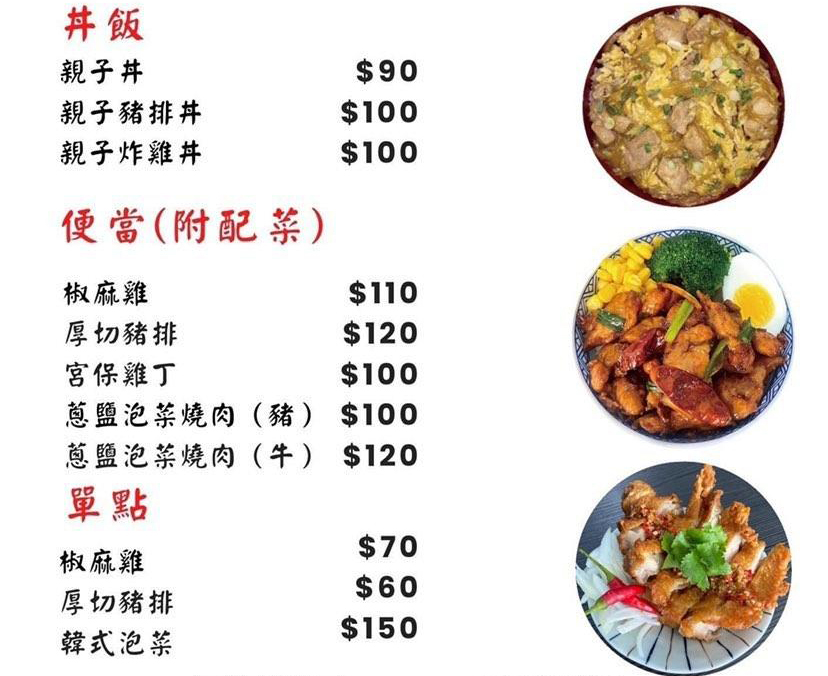 丼飯
親子丼 $90
親子豬排丼 $100
親子炸雞丼 $100
便當(附配菜)
椒麻雞 $110
厚切豬排 $120
宮保雞丁 $100
蔥鹽泡菜燒肉（豬） $100
蔥鹽泡菜燒肉（牛） $120
單點
椒麻雞 $70
厚切豬排 $60
韓式泡菜 $150